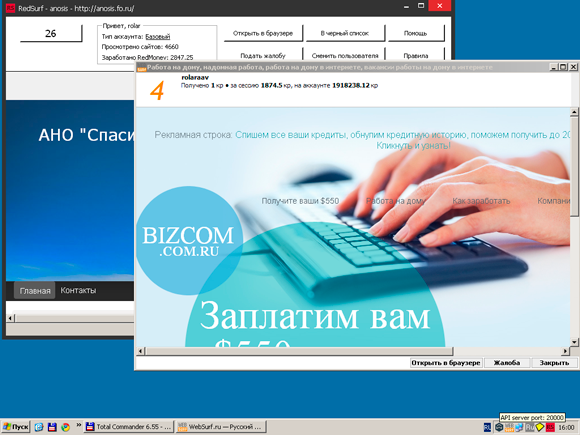 RedSurf - anosis - http://anosis.fo.ru/
26
Привет, rolar
Тип аккаунта: Базовый
Просмотрено сайтов: 4660
Заработано RedMoney: 2847.25
Открыть в браузере
В черный список
Помощь
Подать жалобу
Сменить пользователя
Правила
АНО "Спаси
Главная
Контакты
Работа на дому, надомная работа, работа на дому в интернете, вакансии работы на дому в интернете
4
rolaraav
Получено 1 кр • за сессию 1874.5 кр, на аккаунте 1918238.12 кр
Рекламная строка: Спишем все ваши кредиты, обнулим кредитную историю, поможем получить до 20
Кликнуть и узнать!
Получите ваши $550
Работа на дому
Как заработать
Компани
BIZCOM
.COM.RU
Заплатим вам
$550
Открыть в браузере
Жалоба
Закрыть
API server port: 20000
Пуск
»
Total Commander 6.55 - ...
WebSurf.ru — Русский ...
RL
16:00